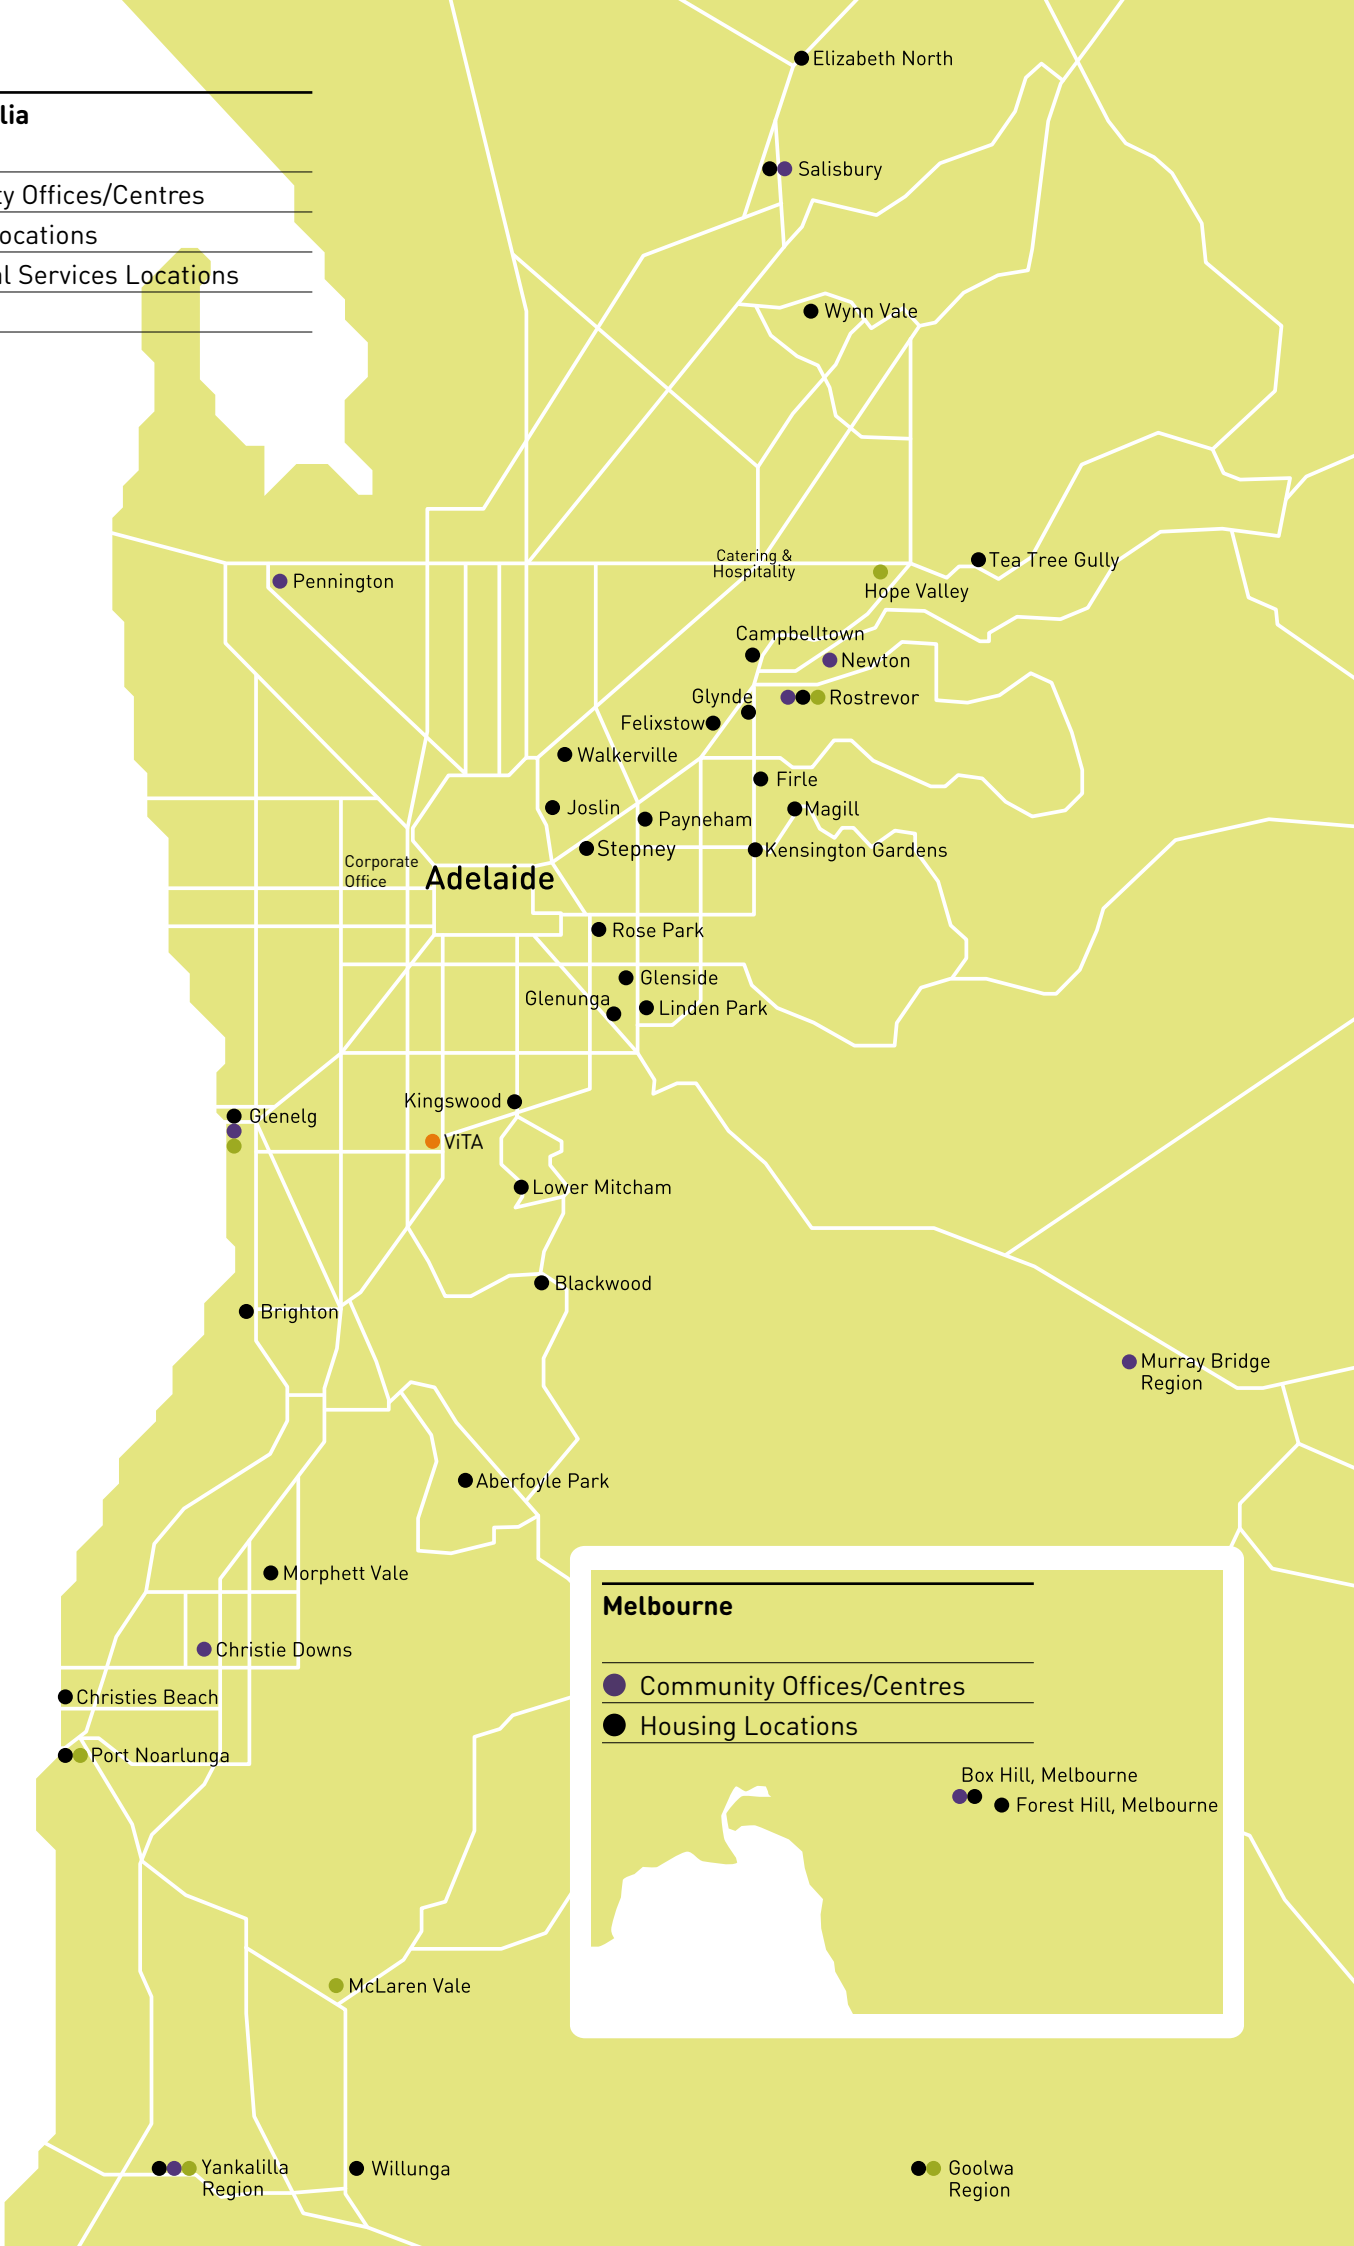 Elizabeth North
lia
Salisbury
ty Offices/Centres
ocations
al Services Locations
Wynn Vale
Catering &
Hospitality
Tea Tree Gully
Pennington
Hope Valley
Campbelltown
Newton
Glynde
Rostrevor
Felixstow
Walkerville
Firle
Joslin
Magill
Payneham
Stepney
Kensington Gardens
Corporate
Office
Adelaide
Rose Park
Glenside
Glenunga
Linden Park
Kingswood
Glenelg
ViTA
Lower Mitcham
Blackwood
Brighton
Murray Bridge
Region
Aberfoyle Park
Morphett Vale
Melbourne
Christie Downs
Community Offices/Centres
Christies Beach
Housing Locations
Port Noarlunga
Box Hill, Melbourne
Forest Hill, Melbourne
McLaren Vale
Yankalilla
Region
Willunga
Goolwa
Region